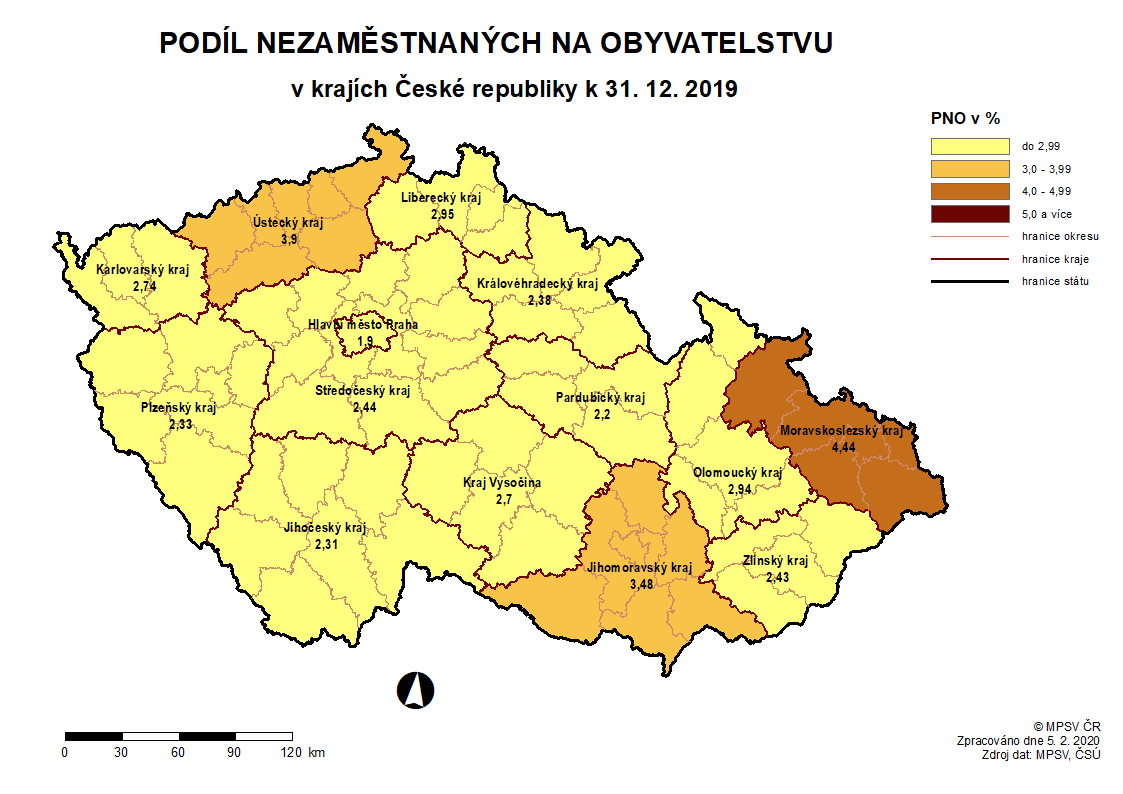 PODÍL NEZAMĚSTNANÝCH NA OBYVATELSTVU
v krajích České republiky k 31. 12. 2019
PNO v %
do 2,99
3,0 - 3,99
4,0 - 4,99
5,0 a více
hranice okresu
hranice kraje
hranice státu
Liberecký kraj
2,95
Ústecký kraj
3,9
Karlovarský kraj
2,74
Královéhradecký kraj
2,38
Hlavní město Praha
1,9
Středočeský kraj
2,44
Pardubický kraj
2,2
Plzeňský kraj
2,33
Moravskoslezský kraj
4,44
Olomoucký kraj
2,94
Kraj Vysočina
2,7
Jihočeský kraj
2,31
Zlínský kraj
2,43
Jihomoravský kraj
3,48
0 30 60 90 120 km
© MPSV ČR
Zpracováno dne 5. 2. 2020
Zdroj dat: MPSV, ČSÚ